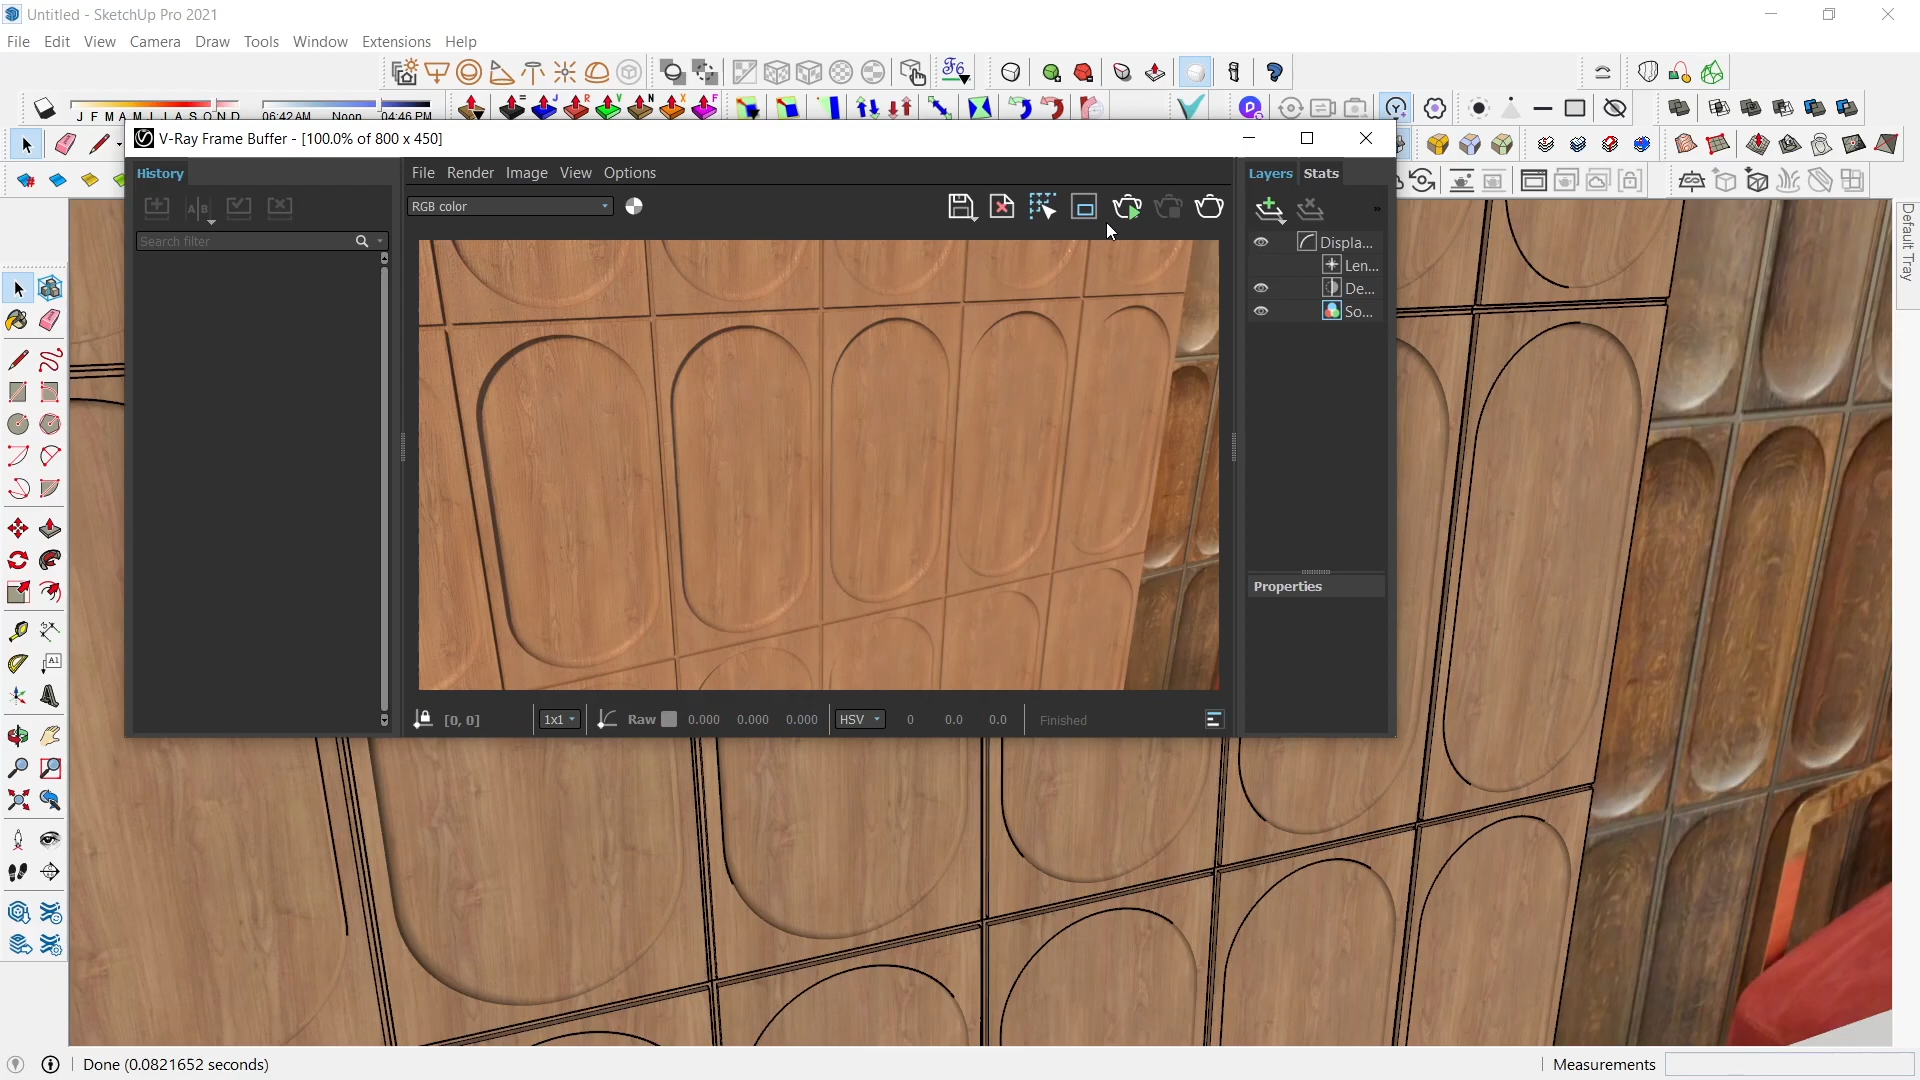 Untitled - SketchUp Pro 2021
File Edit View Camera Draw Tools Window Extensions Help
J F M A M J J A S O N D 06:42 AM Noon 04:46 PM
V-Ray Frame Buffer - [100.0% of 800 x 450]
History
File Render Image View Options
Layers Stats
RGB color
Search filter
Displa...
Len...
De...
So...
Default Tray
Properties
[0, 0] 1x1 Raw 0.000 0.000 0.000 HSV 0 0.0 0.0 Finished
Done (0.0821652 seconds)
Measurements